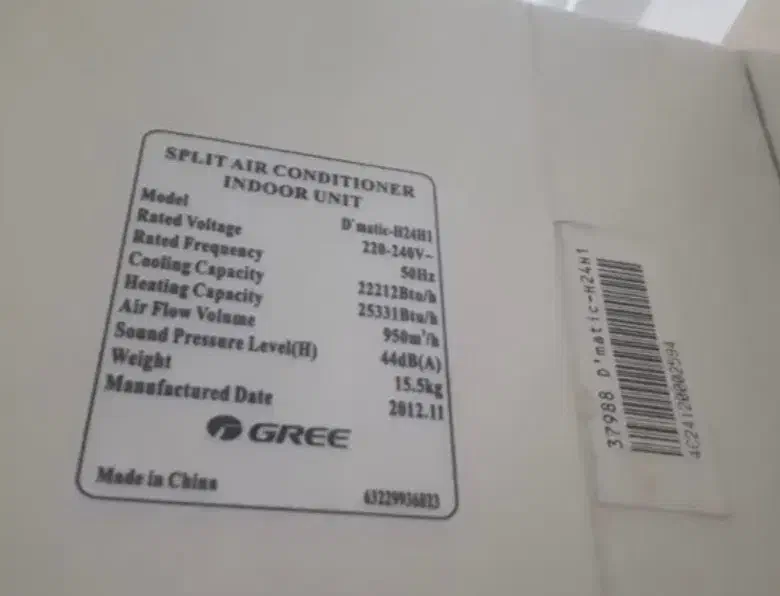 SPLIT AIR CONDITIONER
INDOOR UNIT
Model D'matic-H24H1
Rated Voltage 220-240V~
Rated Frequency 50Hz
Cooling Capacity 22212Btu/h
Heating Capacity 25331Btu/h
Air Flow Volume 950m³/h
Sound Pressure Level(H) 44dB(A)
Weight 15.5kg
Manufactured Date 2012.11
GREE
Made in China
37988 D'matic-H24H1